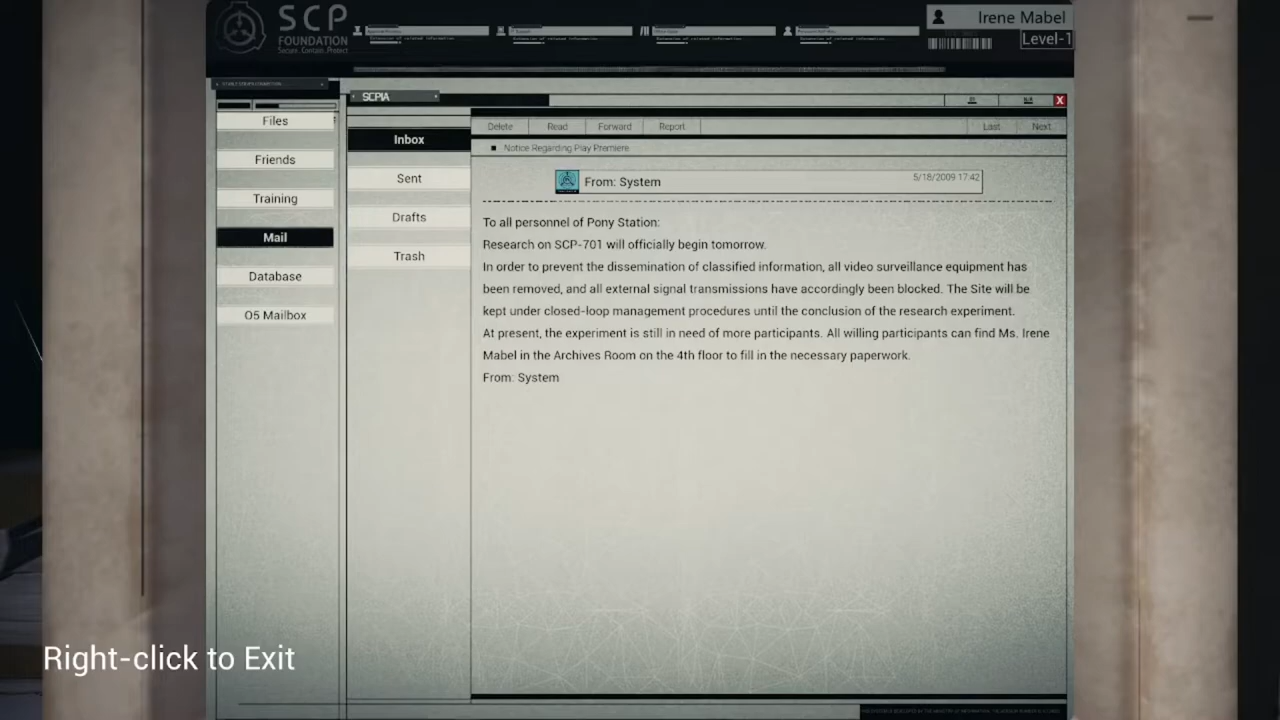 SCP
FOUNDATION
Secure. Contain. Protect.
Irene Mabel
Level-1
SCPIA
Files
Friends
Training
Mail
Database
O5 Mailbox
Inbox
Sent
Drafts
Trash
Delete
Read
Forward
Report
Last
Next
Notice Regarding Play Premiere
From: System
5/18/2009 17:42
To all personnel of Pony Station:
Research on SCP-701 will officially begin tomorrow.
In order to prevent the dissemination of classified information, all video surveillance equipment has
been removed, and all external signal transmissions have accordingly been blocked. The Site will be
kept under closed-loop management procedures until the conclusion of the research experiment.
At present, the experiment is still in need of more participants. All willing participants can find Ms. Irene
Mabel in the Archives Room on the 4th floor to fill in the necessary paperwork.
From: System
Right-click to Exit